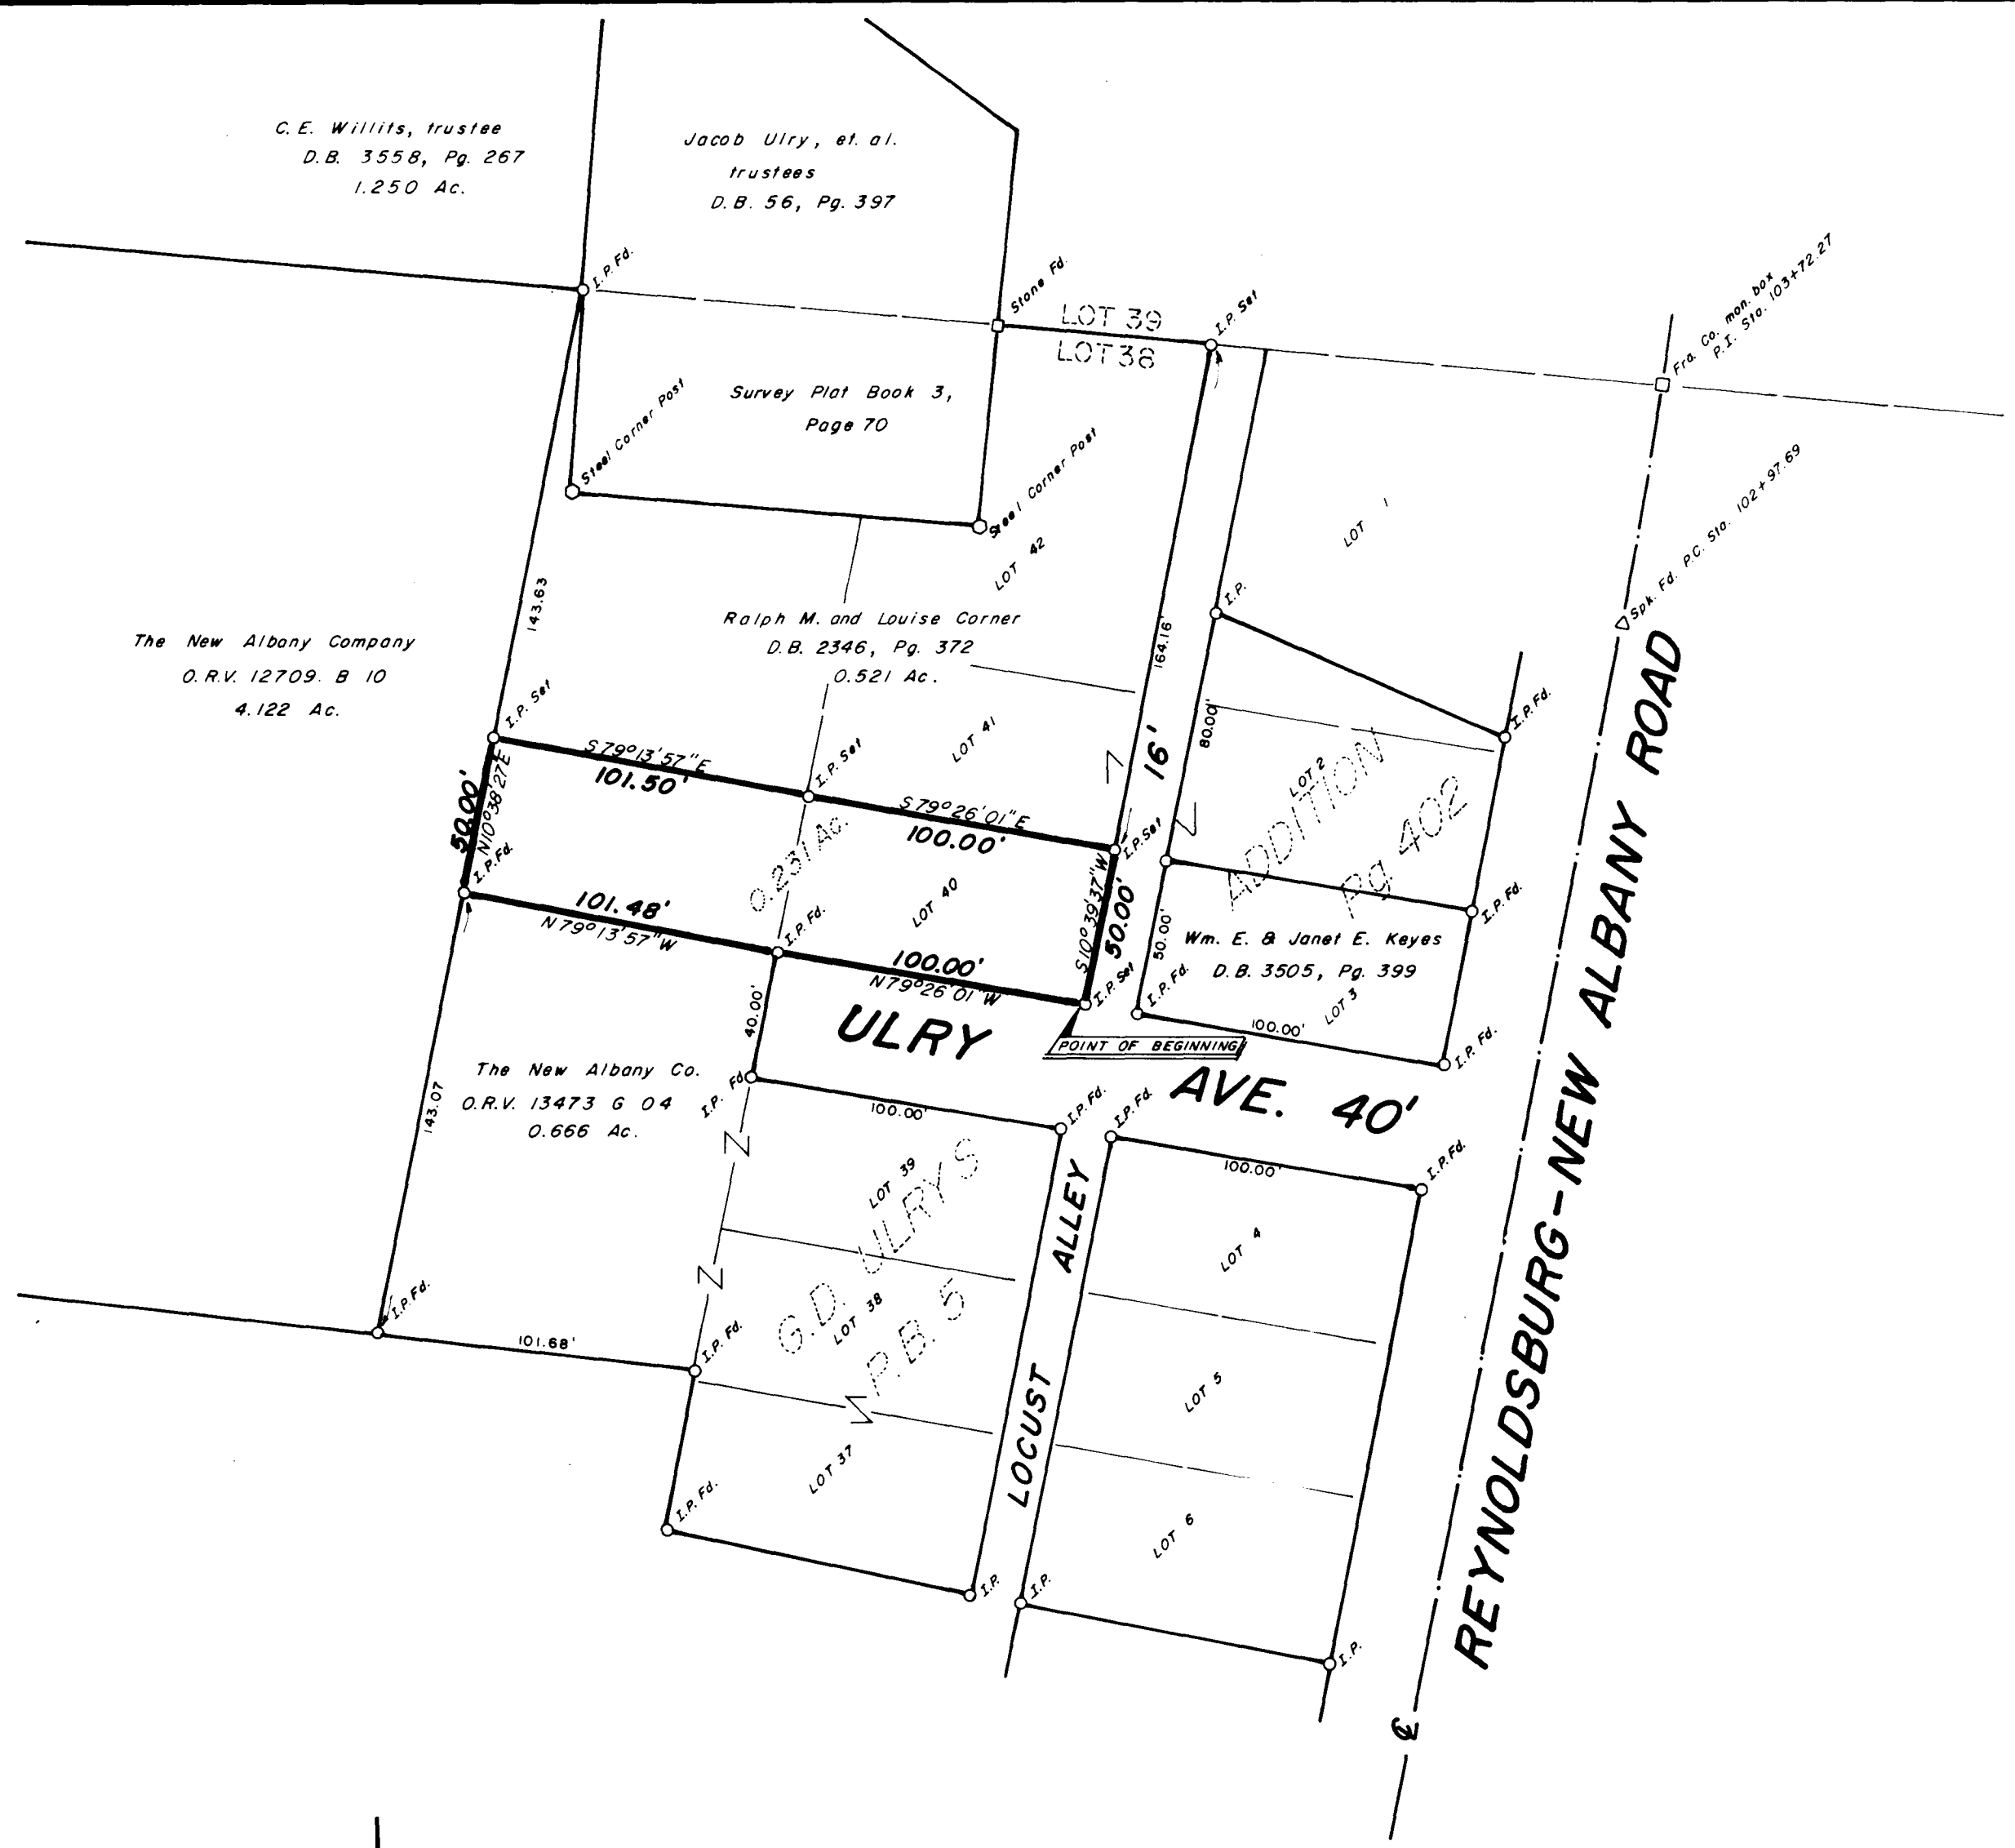 C. E. Willits, trustee
D.B. 3558, Pg. 267
1.250 Ac.
Jacob Ulry, et. al.
trustees
D.B. 56, Pg. 397
I.P. Fd.
Stone Fd.
LOT 39
LOT 38
I.P. Set
Fra. Co. mon. box
P.I. Sta. 103+72.27
Survey Plat Book 3,
Page 70
Steel Corner Post
Steel Corner Post
Spk. Fd. P.C. Sta. 102+97.69
LOT 1
LOT 42
143.63
Ralph M. and Louise Corner
D.B. 2346, Pg. 372
0.521 Ac.
164.16'
I.P.
The New Albany Company
O.R.V. 12709 B 10
4.122 Ac.
I.P. Set
I.P. Fd.
80.00'
16'
LOT 41
LOT 2
S79°13'57"E
101.50'
I.P. Set
S79°26'01"E
100.00'
I.P. Set
50.00'
N10°38'27E
I.P. Fd.
0.231 Ac.
LOT 40
S10°39'37"W
50.00'
ADDITION
Pg 402
I.P. Fd.
101.48'
N79°13'57"W
I.P. Fd.
100.00'
N79°26'01"W
I.P. Set
50.00'
I.P. Fd.
Wm. E. & Janet E. Keyes
D.B. 3505, Pg. 399
LOT 3
100.00'
I.P. Fd.
POINT OF BEGINNING
40.00'
ULRY
AVE. 40'
The New Albany Co.
O.R.V. 13473 G 04
0.666 Ac.
143.07
I.P. Fd.
100.00'
I.P. Fd.
I.P. Fd.
100.00'
I.P. Fd.
LOT 39
G.D. ULRYS
LOT 38
P.B. 5
LOT 37
LOCUST ALLEY
LOT 4
LOT 5
LOT 6
I.P. Fd.
101.68'
I.P. Fd.
I.P. Fd.
I.P.
I.P.
I.P.
REYNOLDSBURG-NEW ALBANY ROAD
℄